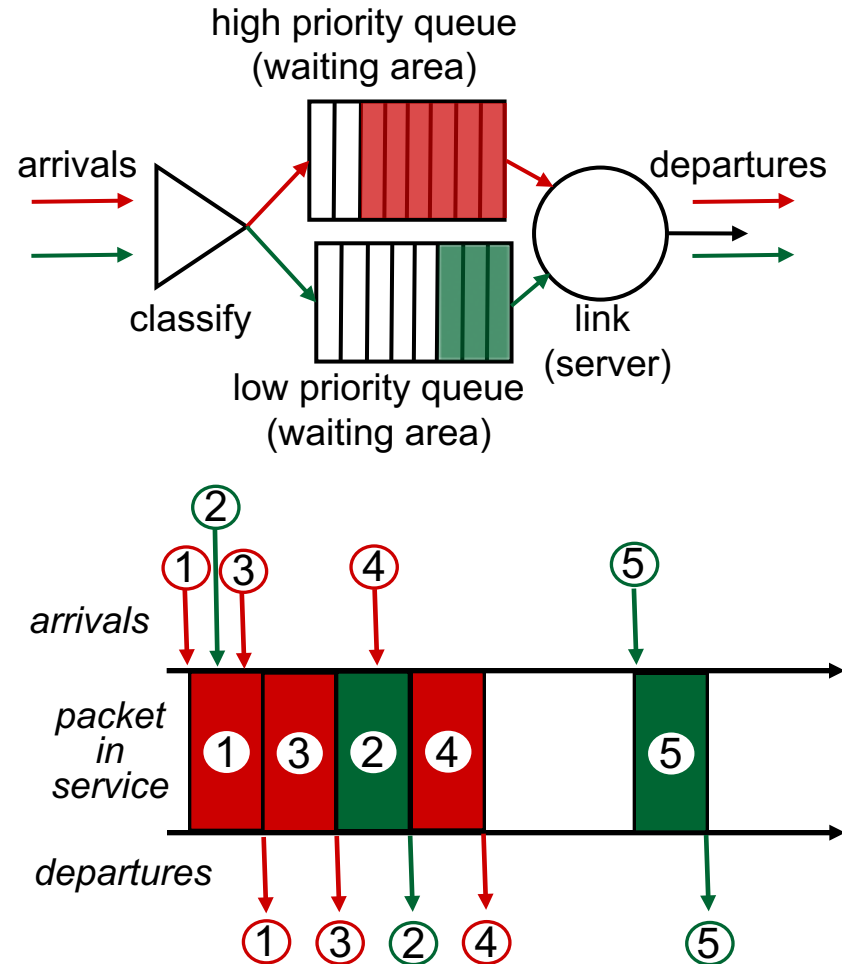 high priority queue
(waiting area)
arrivals
departures
classify
link
(server)
low priority queue
(waiting area)
2
1
3
4
5
arrivals
packet
in
service
1
3
2
4
5
departures
1
3
2
4
5